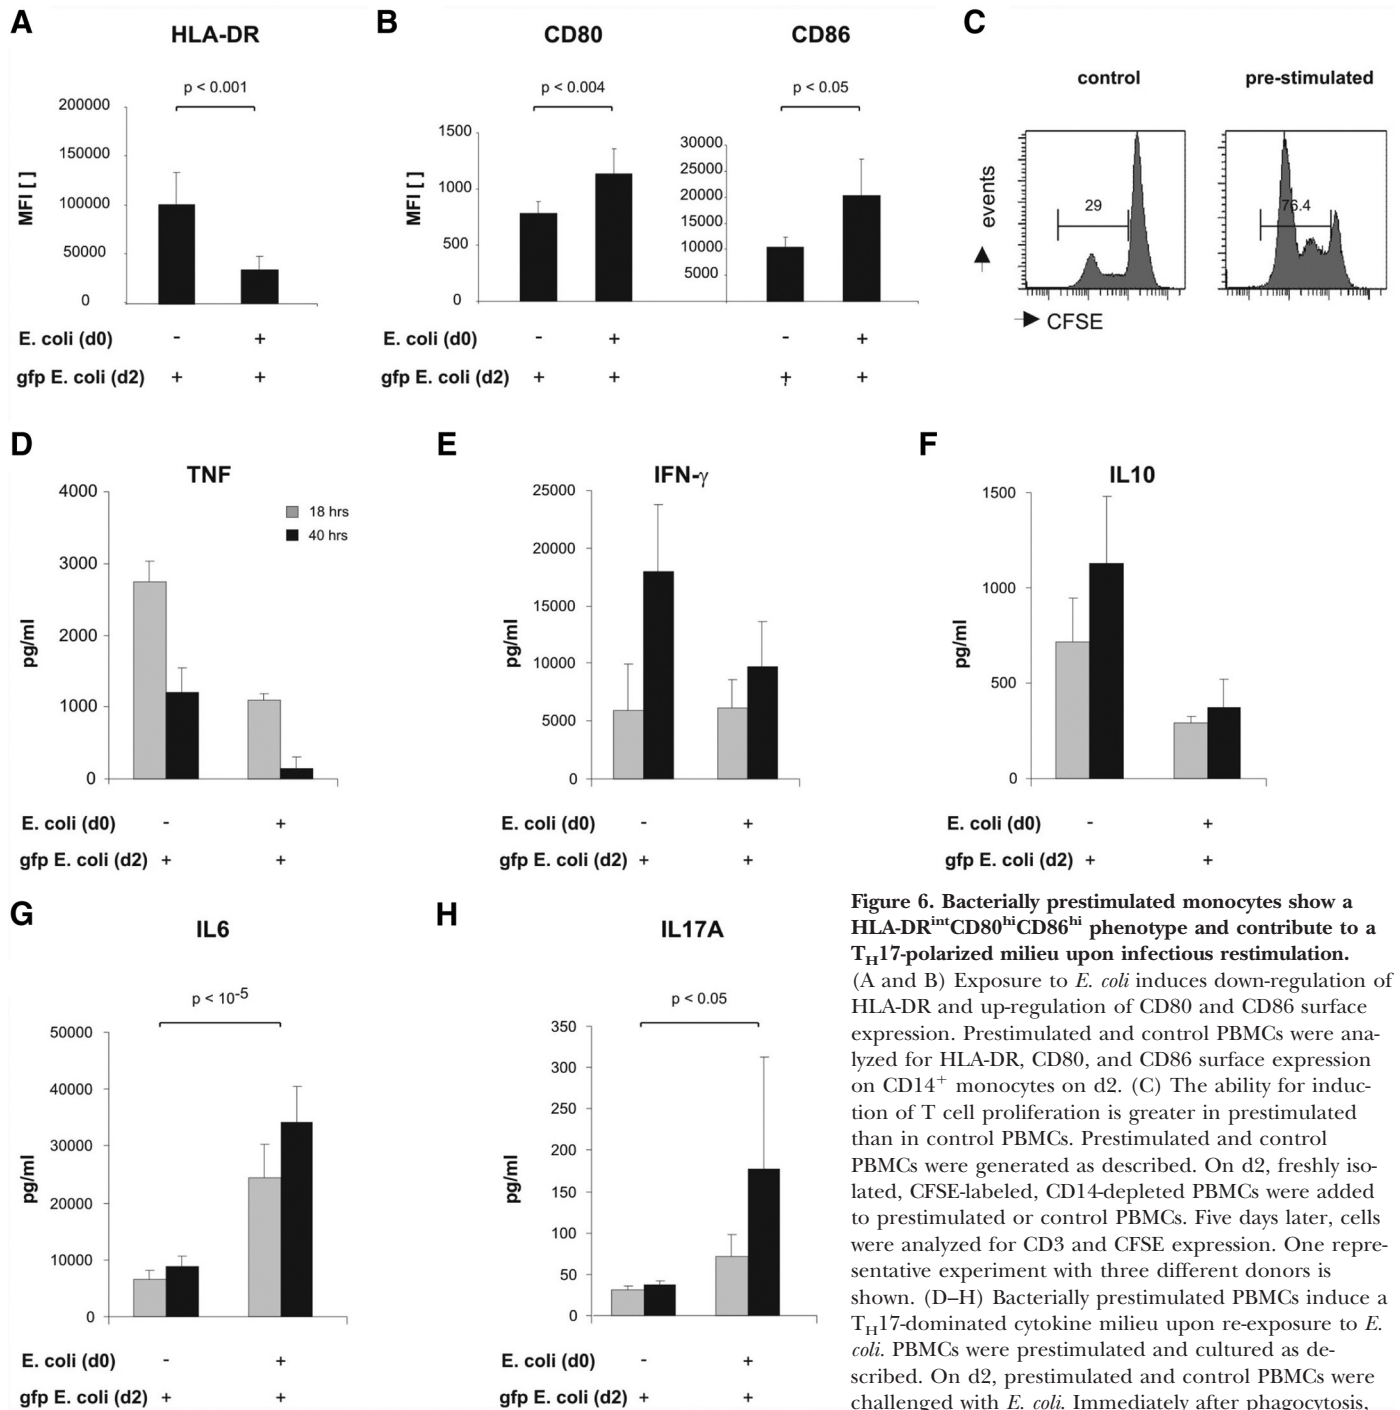 A
HLA-DR
p < 0.001
200000
150000
100000
50000
0
MFI [ ]
E. coli (d0) - +
gfp E. coli (d2) + +
B
CD80
p < 0.004
1500
1000
500
0
MFI [ ]
CD86
p < 0.05
30000
25000
20000
15000
10000
5000
E. coli (d0) - + - +
gfp E. coli (d2) + + + +
C
control
pre-stimulated
events
29
76.4
CFSE
D
TNF
4000
3000
2000
1000
0
pg/ml
18 hrs
40 hrs
E. coli (d0) - +
gfp E. coli (d2) + +
E
IFN-γ
25000
20000
15000
10000
5000
0
pg/ml
E. coli (d0) - +
gfp E. coli (d2) + +
F
IL10
1500
1000
500
0
pg/ml
E. coli (d0) - +
gfp E. coli (d2) + +
G
IL6
p < 10-5
50000
40000
30000
20000
10000
0
pg/ml
E. coli (d0) - +
gfp E. coli (d2) + +
H
IL17A
p < 0.05
350
300
250
200
150
100
50
0
pg/ml
E. coli (d0) - +
gfp E. coli (d2) + +
Figure 6. Bacterially prestimulated monocytes show a
HLA-DRintCD80hiCD86hi phenotype and contribute to a
TH17-polarized milieu upon infectious restimulation.
(A and B) Exposure to E. coli induces down-regulation of
HLA-DR and up-regulation of CD80 and CD86 surface
expression. Prestimulated and control PBMCs were ana-
lyzed for HLA-DR, CD80, and CD86 surface expression
on CD14+ monocytes on d2. (C) The ability for induc-
tion of T cell proliferation is greater in prestimulated
than in control PBMCs. Prestimulated and control
PBMCs were generated as described. On d2, freshly iso-
lated, CFSE-labeled, CD14-depleted PBMCs were added
to prestimulated or control PBMCs. Five days later, cells
were analyzed for CD3 and CFSE expression. One repre-
sentative experiment with three different donors is
shown. (D–H) Bacterially prestimulated PBMCs induce a
TH17-dominated cytokine milieu upon re-exposure to E.
coli. PBMCs were prestimulated and cultured as de-
scribed. On d2, prestimulated and control PBMCs were
challenged with E. coli. Immediately after phagocytosis,